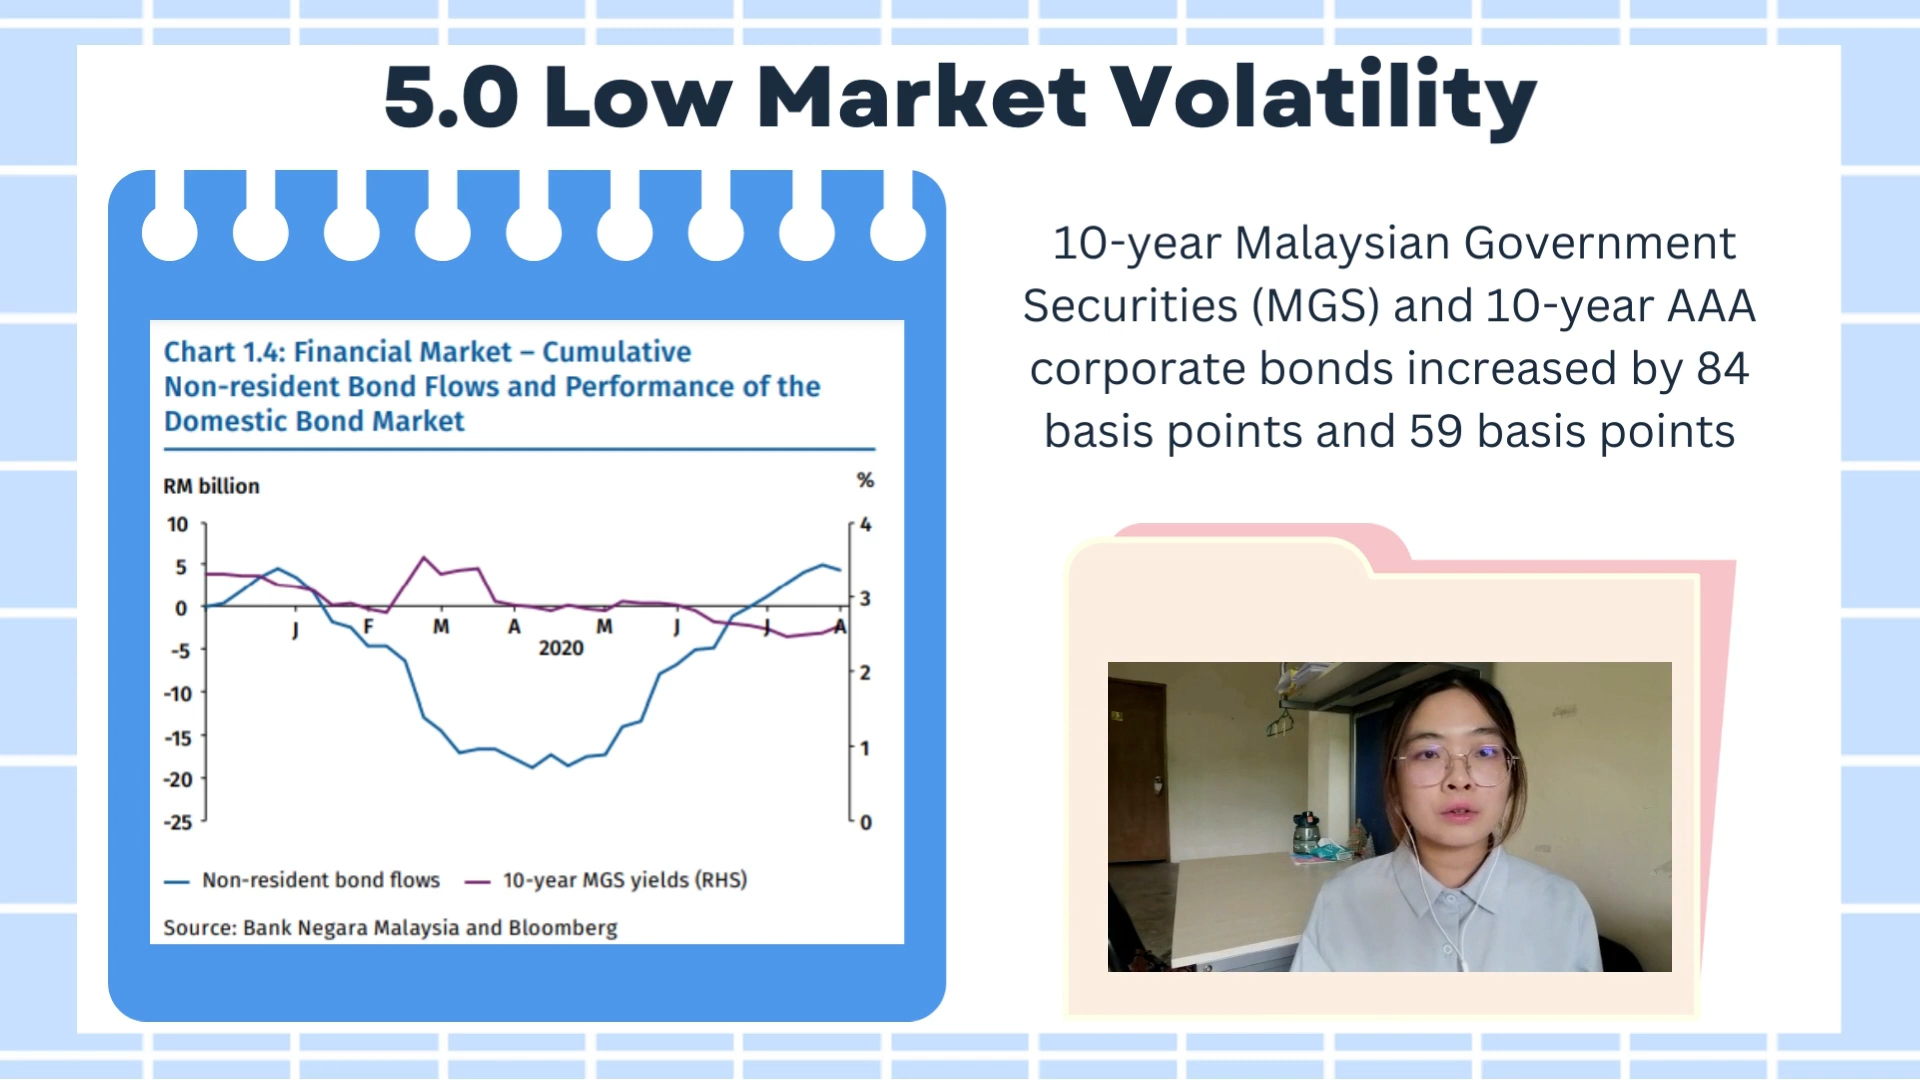 5.0 Low Market Volatility
Chart 1.4: Financial Market – Cumulative
Non-resident Bond Flows and Performance of the
Domestic Bond Market
RM billion
%
10
5
0
-5
-10
-15
-20
-25
4
3
2
1
0
J F M A M J J A
2020
Non-resident bond flows 10-year MGS yields (RHS)
Source: Bank Negara Malaysia and Bloomberg
10-year Malaysian Government
Securities (MGS) and 10-year AAA
corporate bonds increased by 84
basis points and 59 basis points